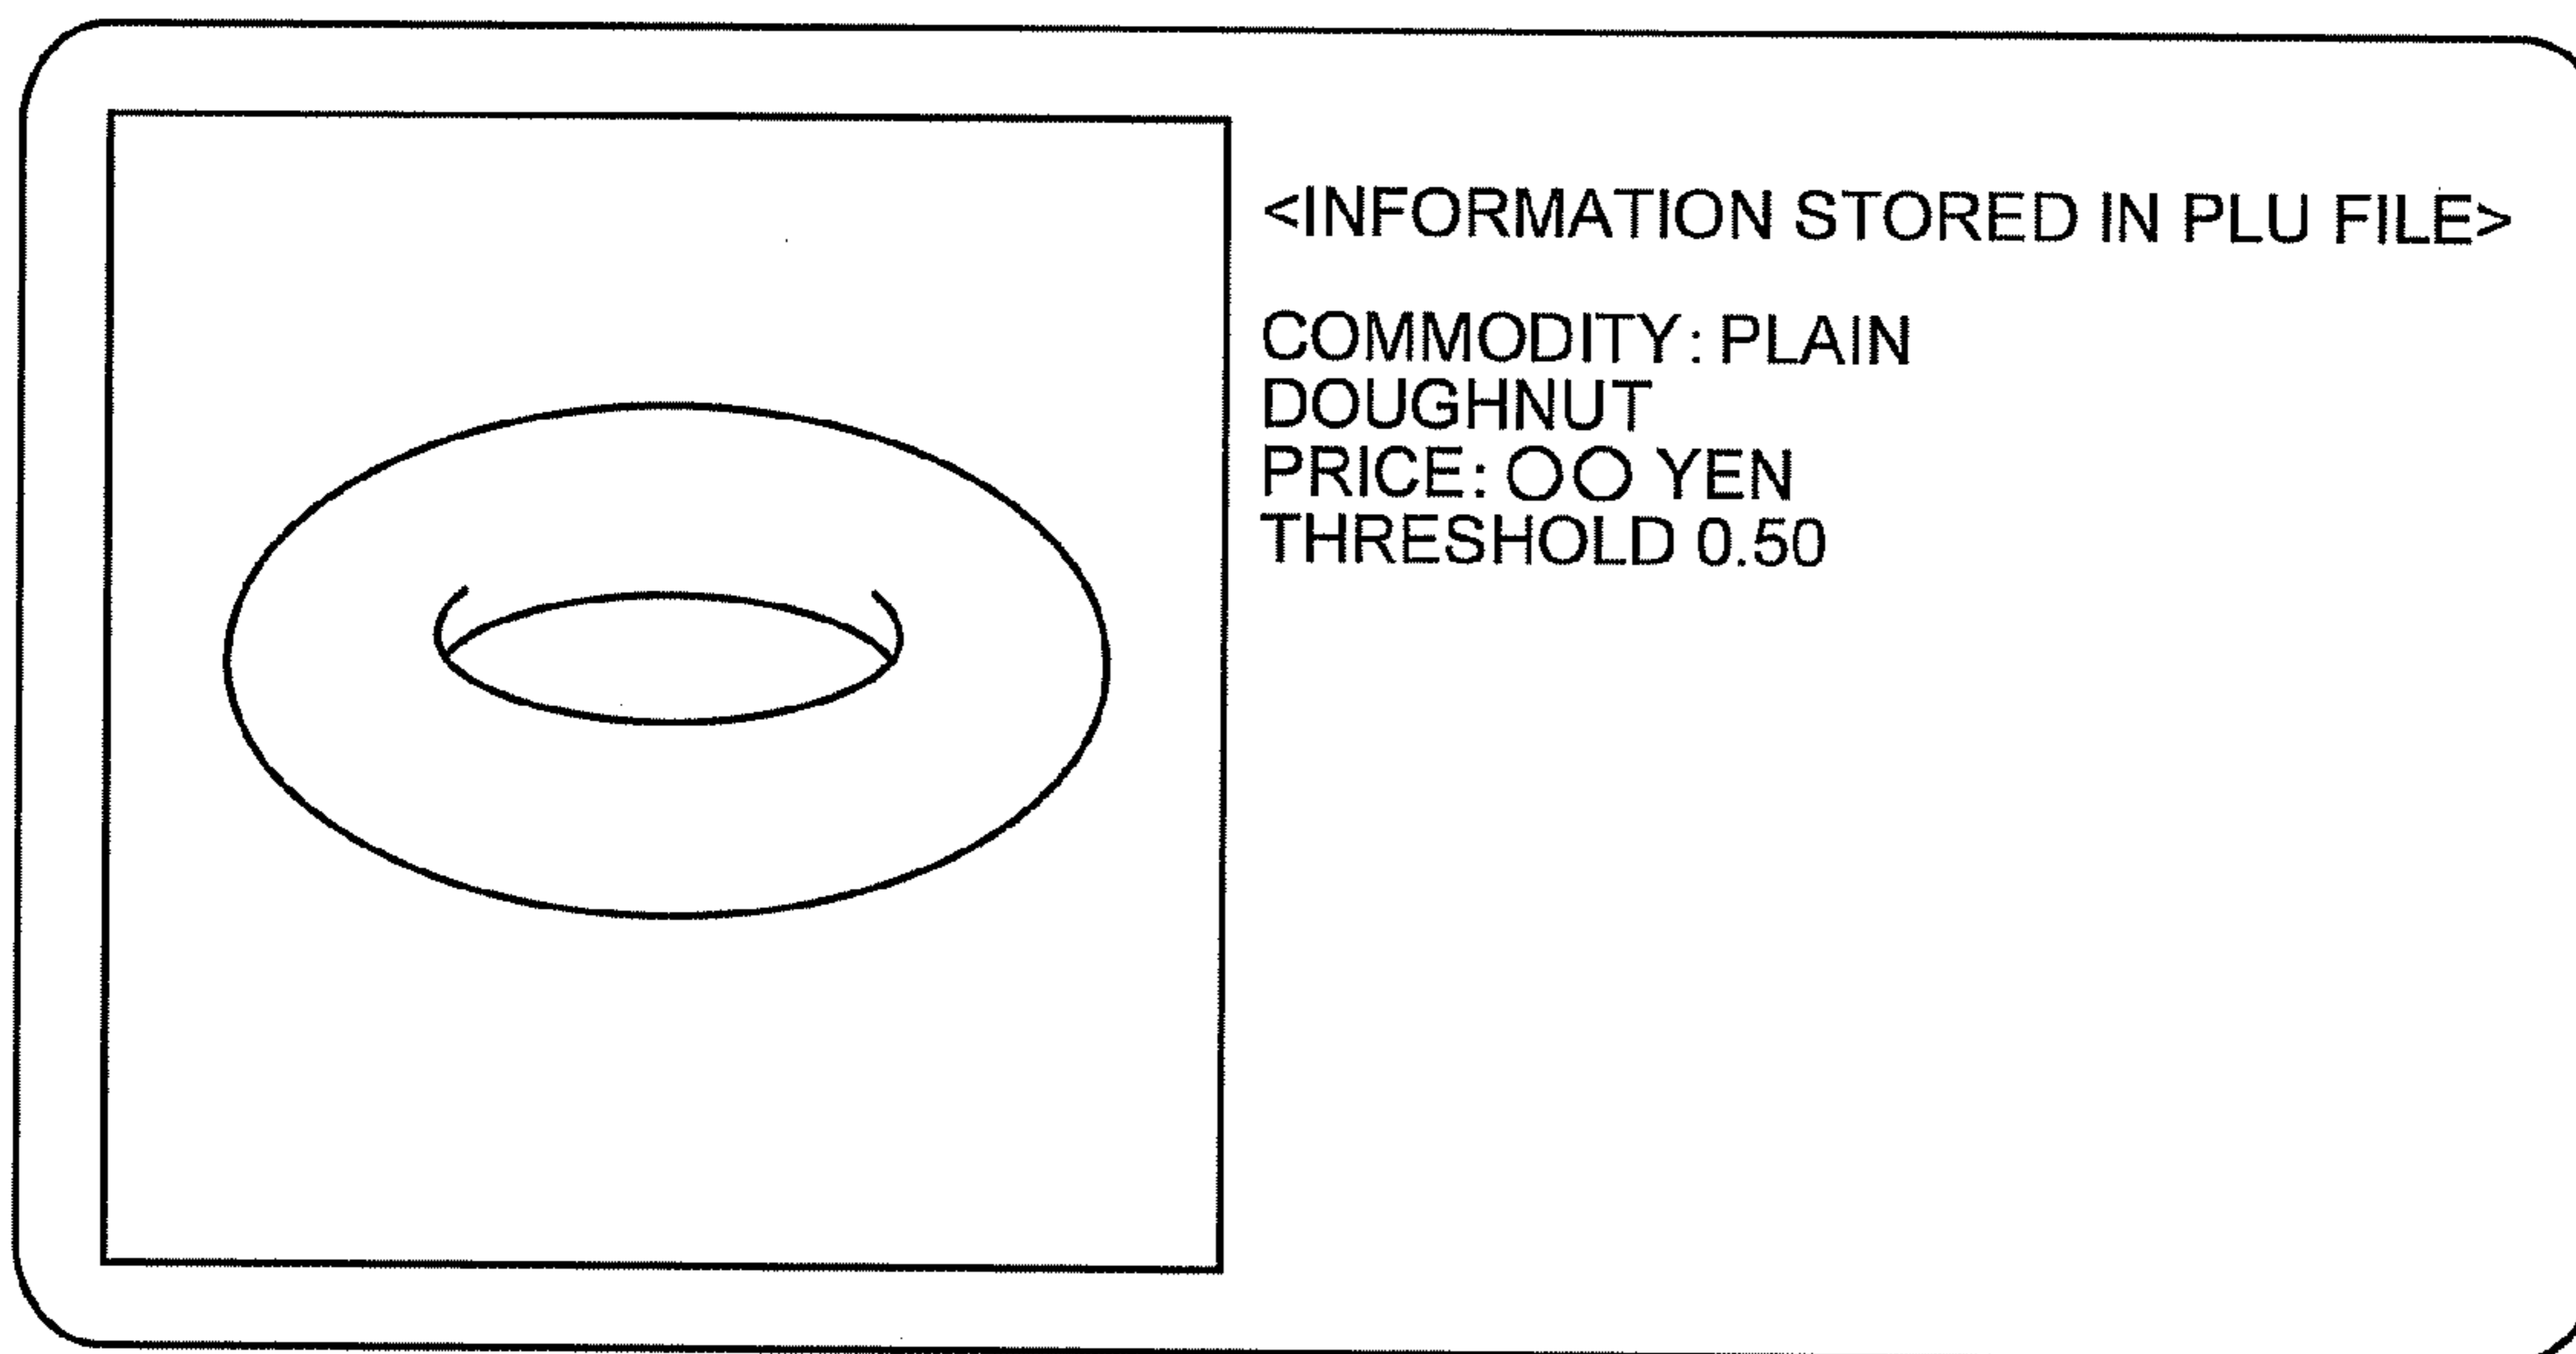 <INFORMATION STORED IN PLU FILE>
COMMODITY: PLAIN
DOUGHNUT
PRICE: ○○ YEN
THRESHOLD 0.50